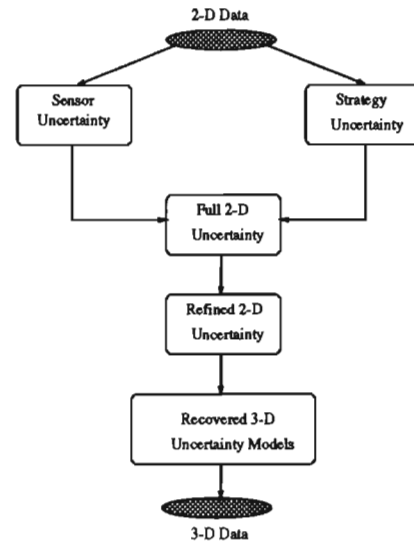 2-D Data
Sensor
Uncertainty
Strategy
Uncertainty
Full 2-D
Uncertainty
Refined 2-D
Uncertainty
Recovered 3-D
Uncertainty Models
3-D Data